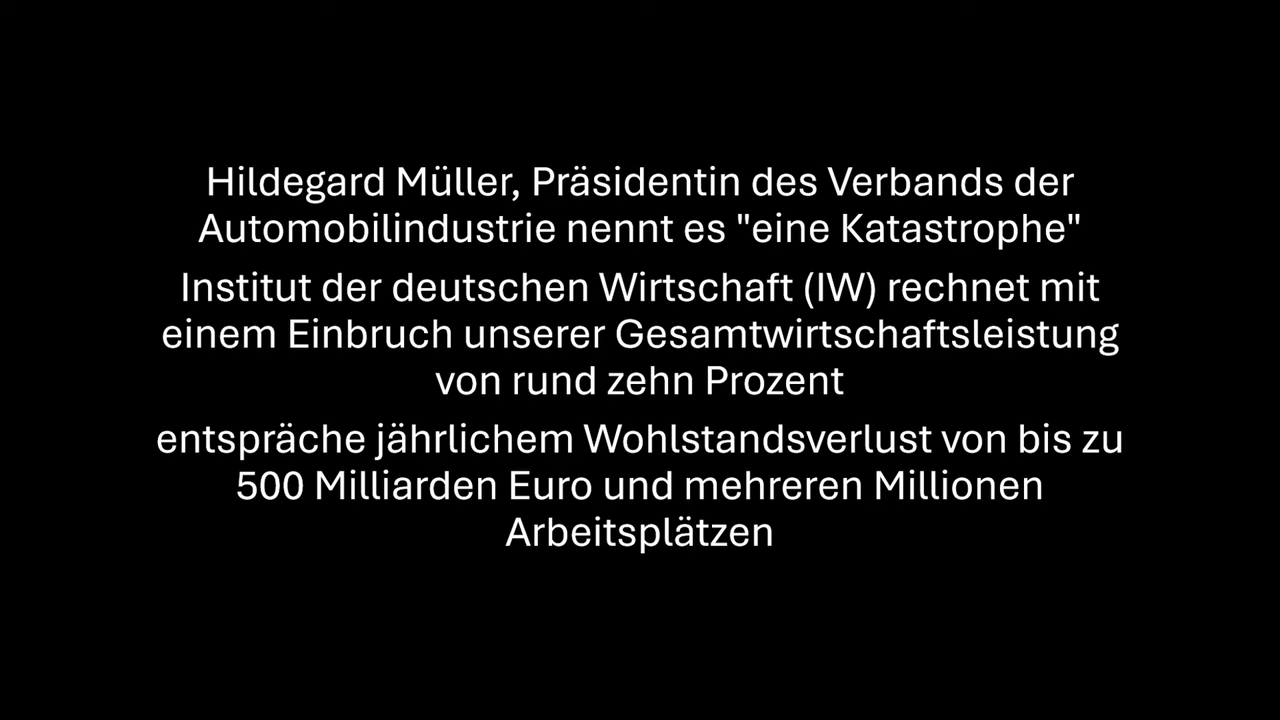 Hildegard Müller, Präsidentin des Verbands der
Automobilindustrie nennt es "eine Katastrophe"
Institut der deutschen Wirtschaft (IW) rechnet mit
einem Einbruch unserer Gesamtwirtschaftsleistung
von rund zehn Prozent
entspräche jährlichem Wohlstandsverlust von bis zu
500 Milliarden Euro und mehreren Millionen
Arbeitsplätzen